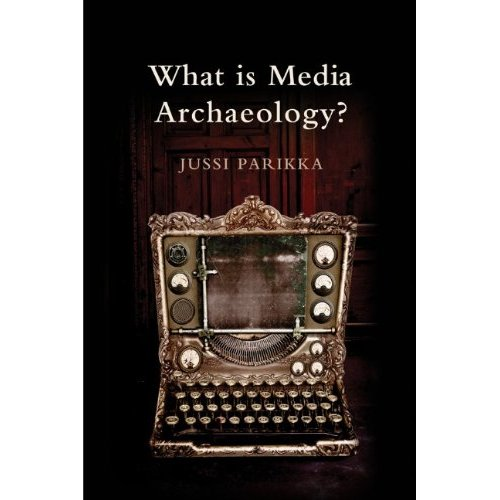 What is Media
Archaeology?
JUSSI PARIKKA